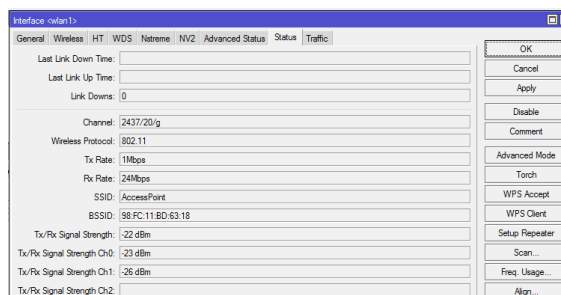 Interface <wlan1>
General Wireless HT WDS Nstreme NV2 Advanced Status Status Traffic
Last Link Down Time:
Last Link Up Time:
Link Downs: 0
Channel: 2437/20/g
Wireless Protocol: 802.11
Tx Rate: 1Mbps
Rx Rate: 24Mbps
SSID: AccessPoint
BSSID: 98:FC:11:BD:63:18
Tx/Rx Signal Strength: -22 dBm
Tx/Rx Signal Strength Ch0: -23 dBm
Tx/Rx Signal Strength Ch1: -26 dBm
Tx/Rx Signal Strength Ch2:
OK
Cancel
Apply
Disable
Comment
Advanced Mode
Torch
WPS Accept
WPS Client
Setup Repeater
Scan...
Freq. Usage...
Align...